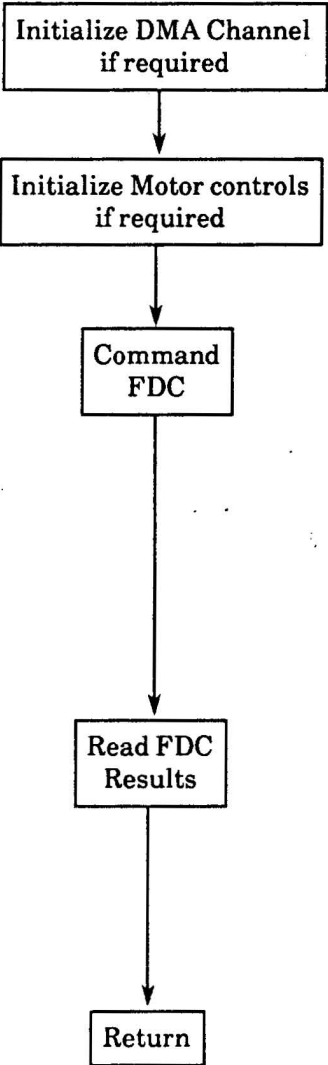 Initialize DMA Channel
if required
Initialize Motor controls
if required
Command
FDC
Read FDC
Results
Return